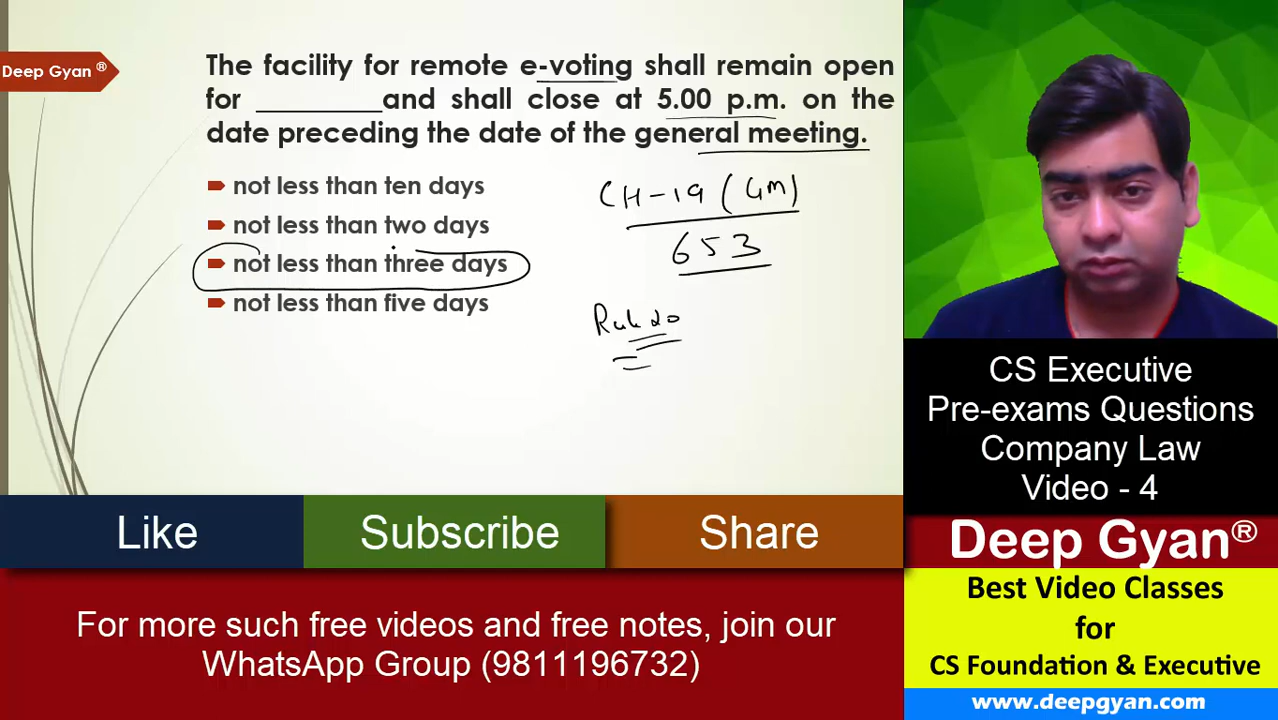 Deep Gyan ®
The facility for remote e-voting shall remain open
for ________and shall close at 5.00 p.m. on the
date preceding the date of the general meeting.
not less than ten days
not less than two days
not less than three days
not less than five days
CH-19 (GM)
653
Rule 20
CS Executive
Pre-exams Questions
Company Law
Video - 4
Like
Subscribe
Share
Deep Gyan®
Best Video Classes
for
CS Foundation & Executive
www.deepgyan.com
For more such free videos and free notes, join our
WhatsApp Group (9811196732)